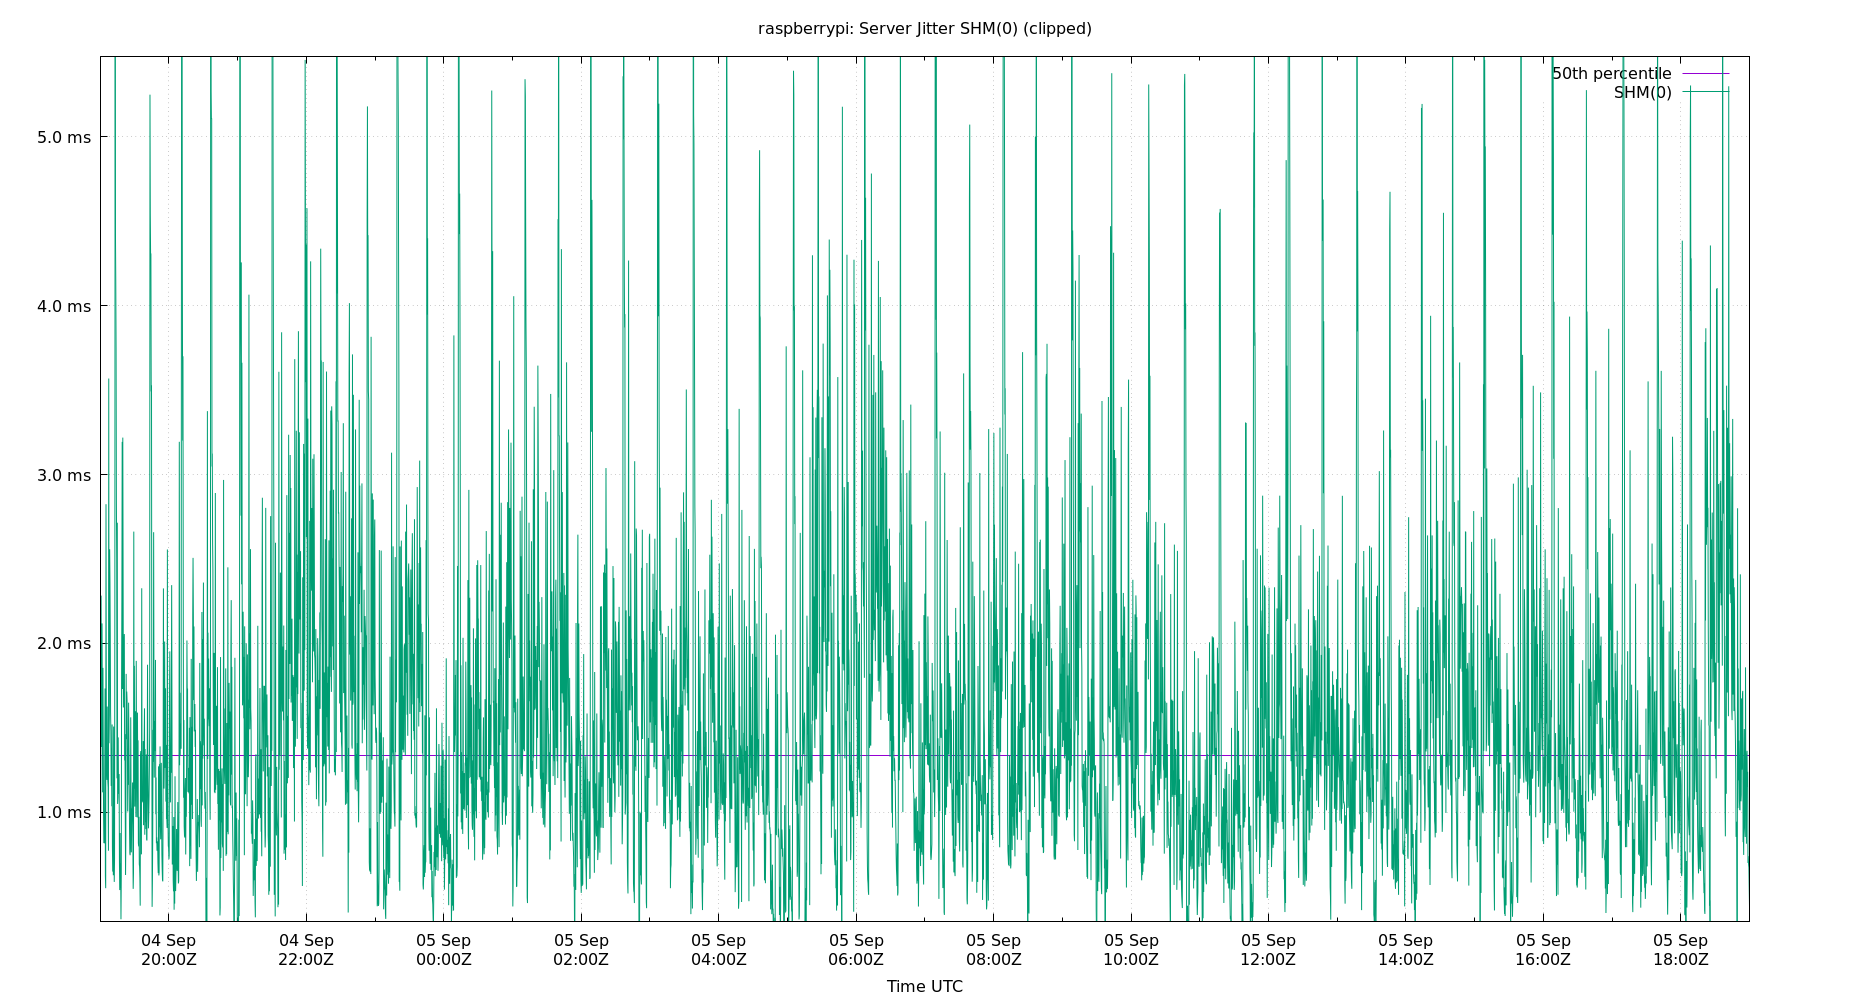 raspberrypi: Server Jitter SHM(0) (clipped)
50th percentile
SHM(0)
5.0 ms
4.0 ms
3.0 ms
2.0 ms
1.0 ms
04 Sep 04 Sep 05 Sep 05 Sep 05 Sep 05 Sep 05 Sep 05 Sep 05 Sep 05 Sep 05 Sep 05 Sep
20:00Z 22:00Z 00:00Z 02:00Z 04:00Z 06:00Z 08:00Z 10:00Z 12:00Z 14:00Z 16:00Z 18:00Z
Time UTC